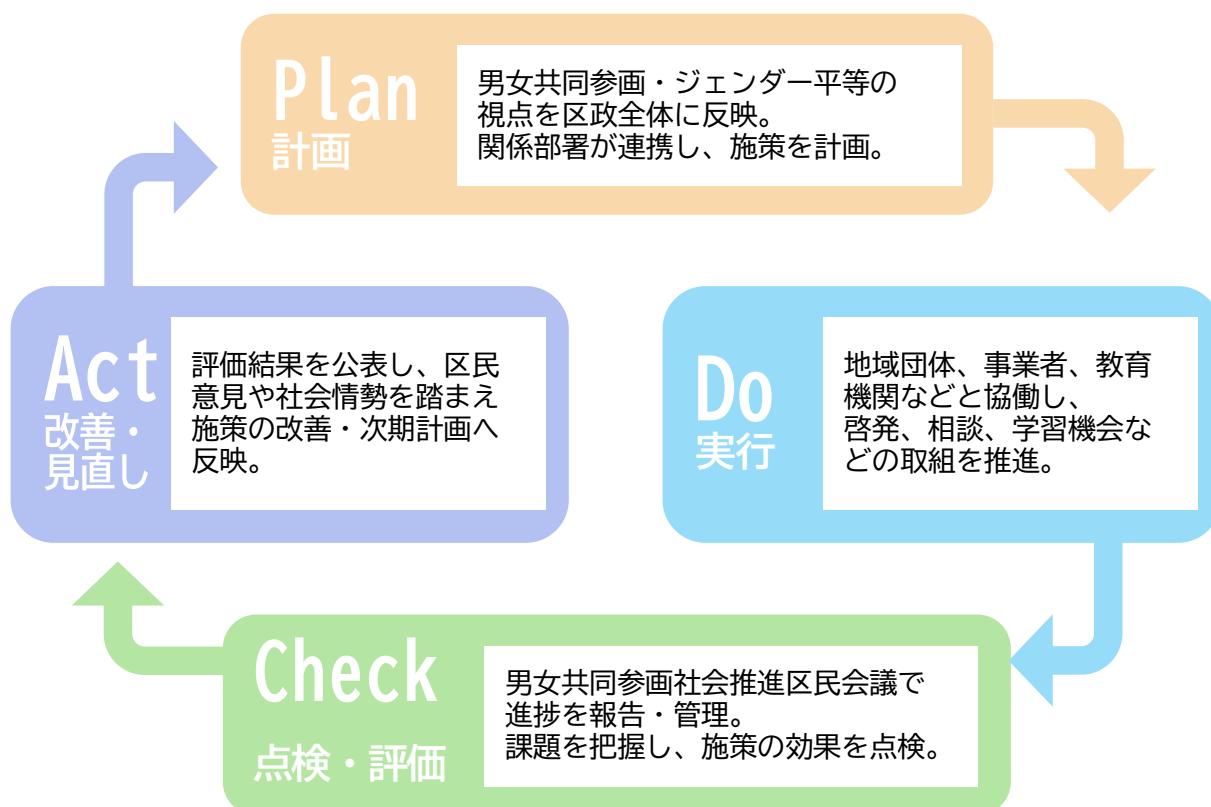 Plan
計画
男女共同参画・ジェンダー平等の
視点を区政全体に反映。
関係部署が連携し、施策を計画。
Do
実行
地域団体、事業者、教育
機関などと協働し、
啓発、相談、学習機会な
どの取組を推進。
Check
点検・評価
男女共同参画社会推進区民会議で
進捗を報告・管理。
課題を把握し、施策の効果を点検。
Act
改善・
見直し
評価結果を公表し、区民
意見や社会情勢を踏まえ
施策の改善・次期計画へ
反映。